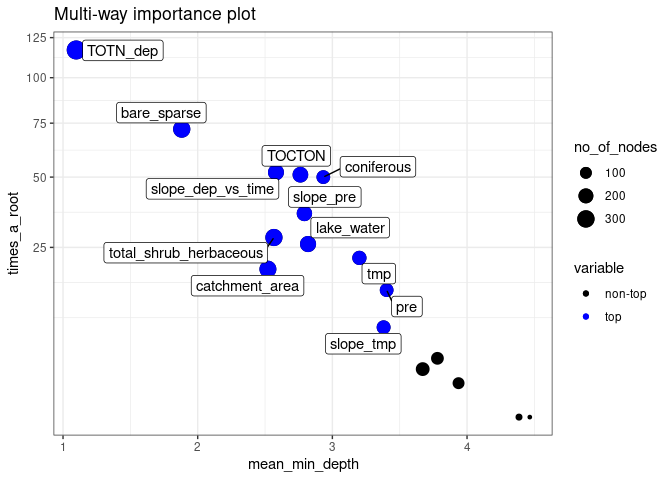 Multi-way importance plot
125
100
75
50
25
times_a_root
TOTN_dep
bare_sparse
TOCTON
coniferous
slope_dep_vs_time
slope_pre
lake_water
total_shrub_herbaceous
tmp
catchment_area
pre
slope_tmp
1
2
3
4
mean_min_depth
no_of_nodes
100
200
300
variable
non-top
top